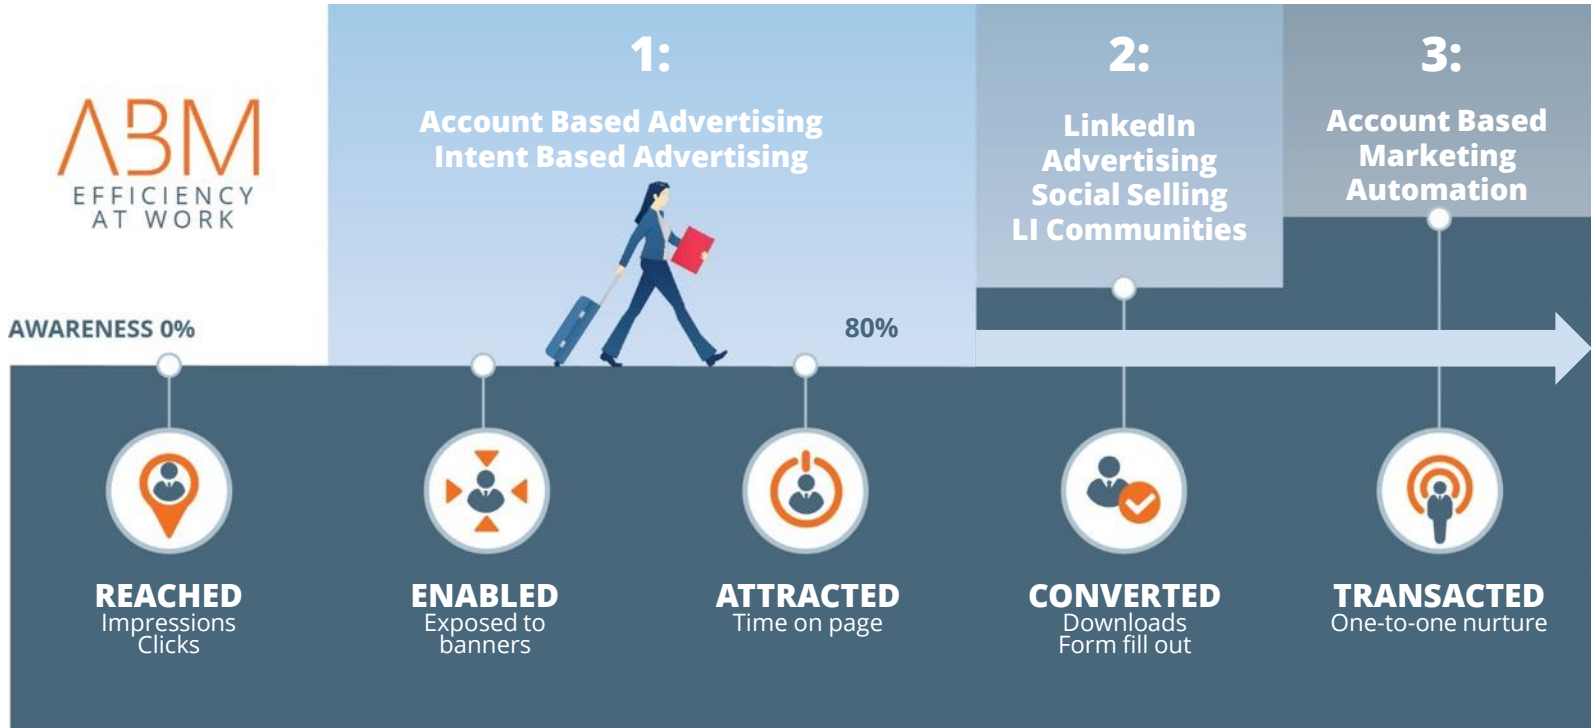 ABM
EFFICIENCY
AT WORK
1:
Account Based Advertising
Intent Based Advertising
2:
LinkedIn
Advertising
Social Selling
LI Communities
3:
Account Based
Marketing
Automation
AWARENESS 0%
80%
REACHED
Impressions
Clicks
ENABLED
Exposed to
banners
ATTRACTED
Time on page
CONVERTED
Downloads
Form fill out
TRANSACTED
One-to-one nurture